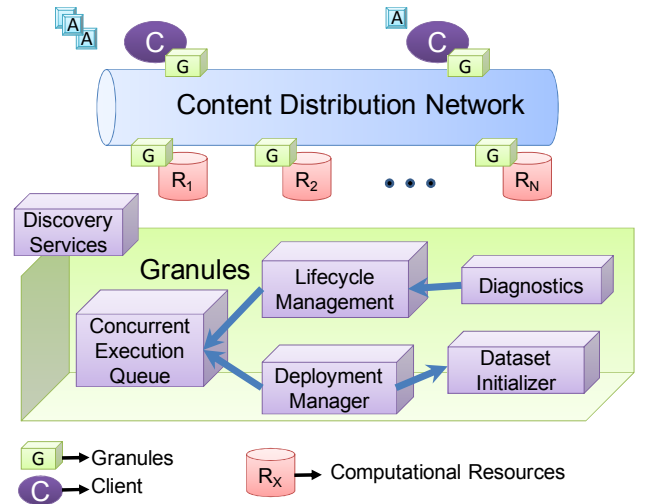 A
A
A
A
C
C
G
G
Content Distribution Network
G
G
G
R1
R2
RN
Discovery
Services
Granules
Lifecycle
Management
Diagnostics
Concurrent
Execution
Queue
Deployment
Manager
Dataset
Initializer
G
Granules
RX
Computational Resources
C
Client